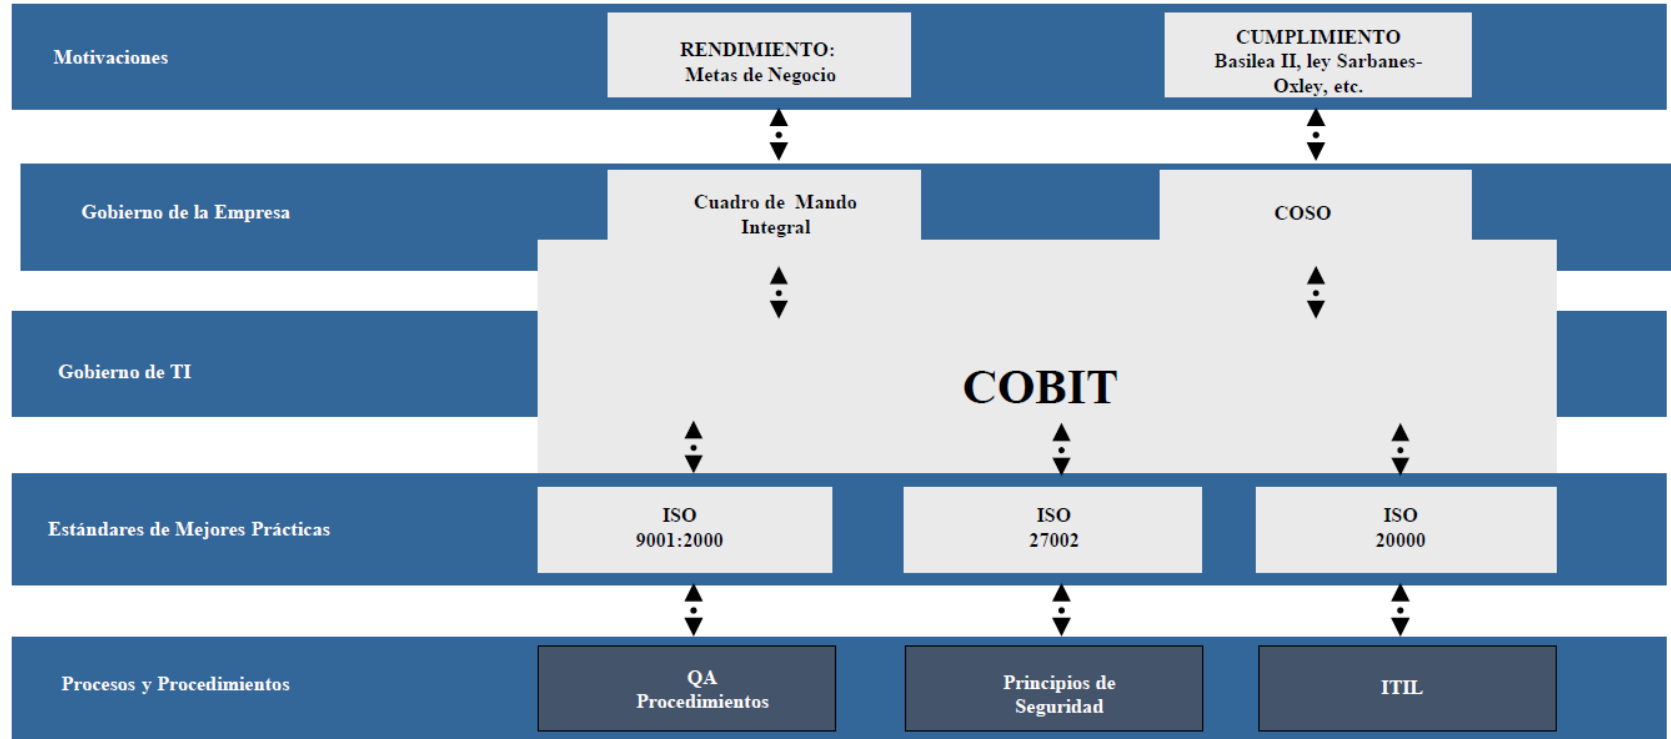 Motivaciones
RENDIMIENTO:
Metas de Negocio
CUMPLIMIENTO
Basilea II, ley Sarbanes-
Oxley, etc.
Gobierno de la Empresa
Cuadro de Mando
Integral
COSO
Gobierno de TI
COBIT
Estándares de Mejores Prácticas
ISO
9001:2000
ISO
27002
ISO
20000
Procesos y Procedimientos
QA
Procedimientos
Principios de
Seguridad
ITIL